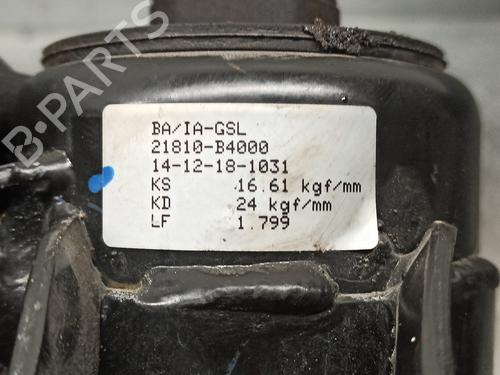 B-Parts
BA/IA-GSL
21810-B4000
14-12-18-1031
KS 16.61 kgf/mm
KD 24 kgf/mm
LF 1.799